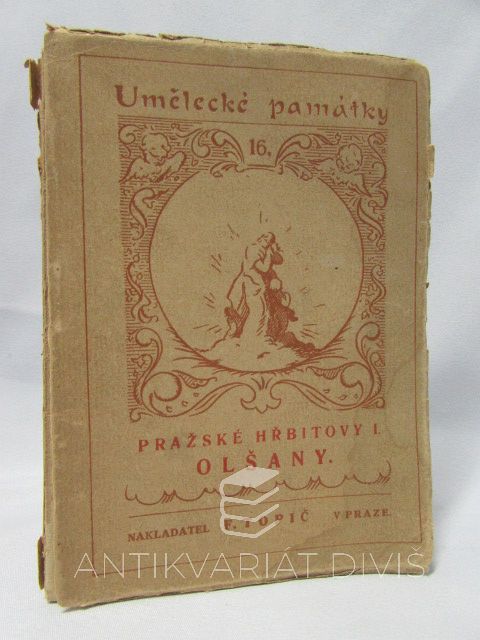 Umělecké památky
16.
PRAŽSKÉ HŘBITOVY I.
OLŠANY.
NAKLADATEL F. TOPIČ V PRAZE.
ANTIKVARIÁT DIVIŠ